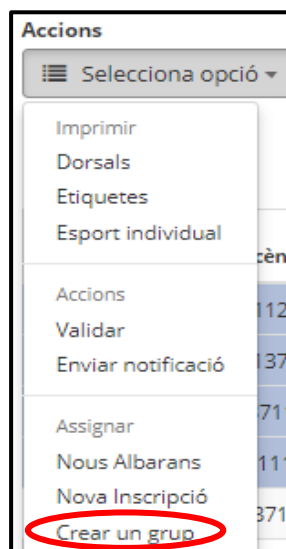 Accions
Selecciona opció
Imprimir
Dorsals
Etiquetes
Esport individual
Accions
Validar
Enviar notificació
Assignar
Nous Albarans
Nova Inscripció
Crear un grup